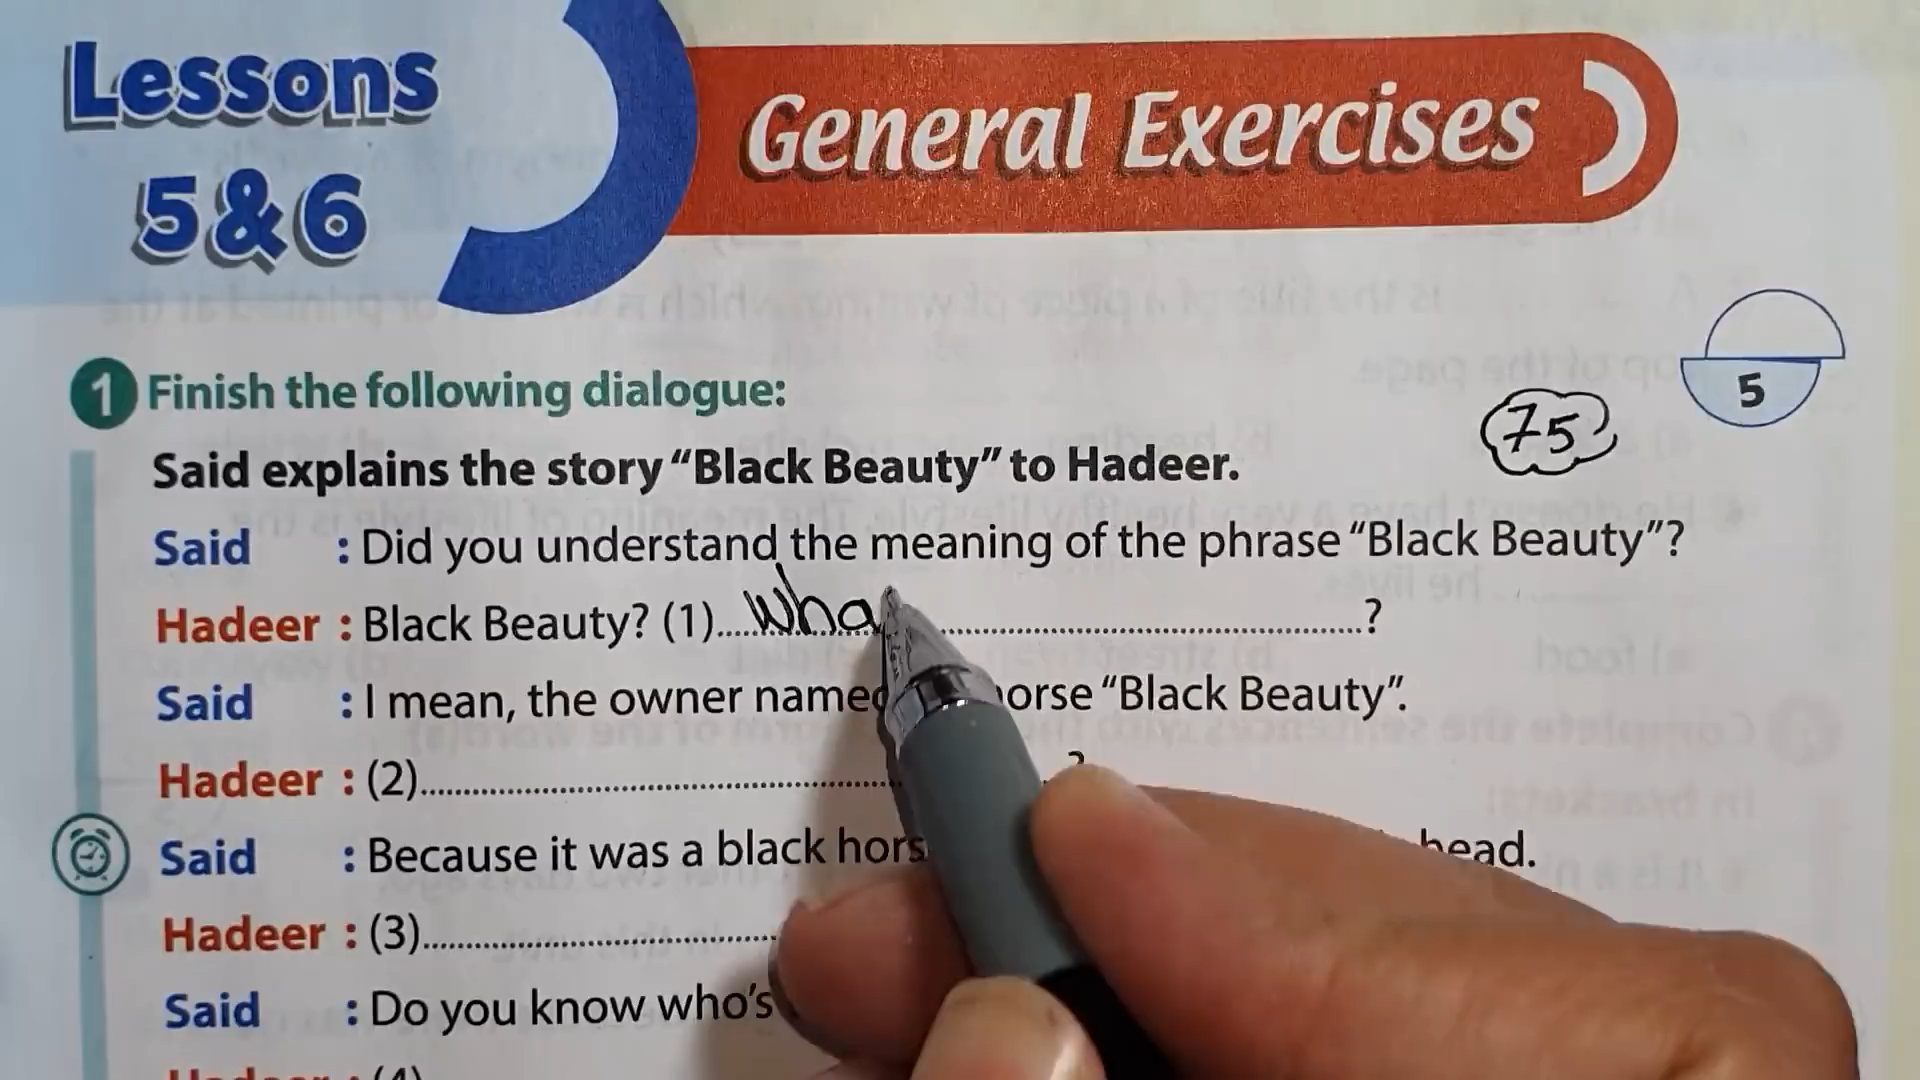 Lessons
5 & 6
General Exercises
5
1 Finish the following dialogue:
75
Said explains the story “Black Beauty” to Hadeer.
Said : Did you understand the meaning of the phrase “Black Beauty”?
Hadeer : Black Beauty? (1)..... Wha ..............................?
Said : I mean, the owner named horse “Black Beauty”.
Hadeer : (2)..............................?
Said : Because it was a black head.
Hadeer : (3)..............................
Said : Do you know who's
Hadeer : (4)